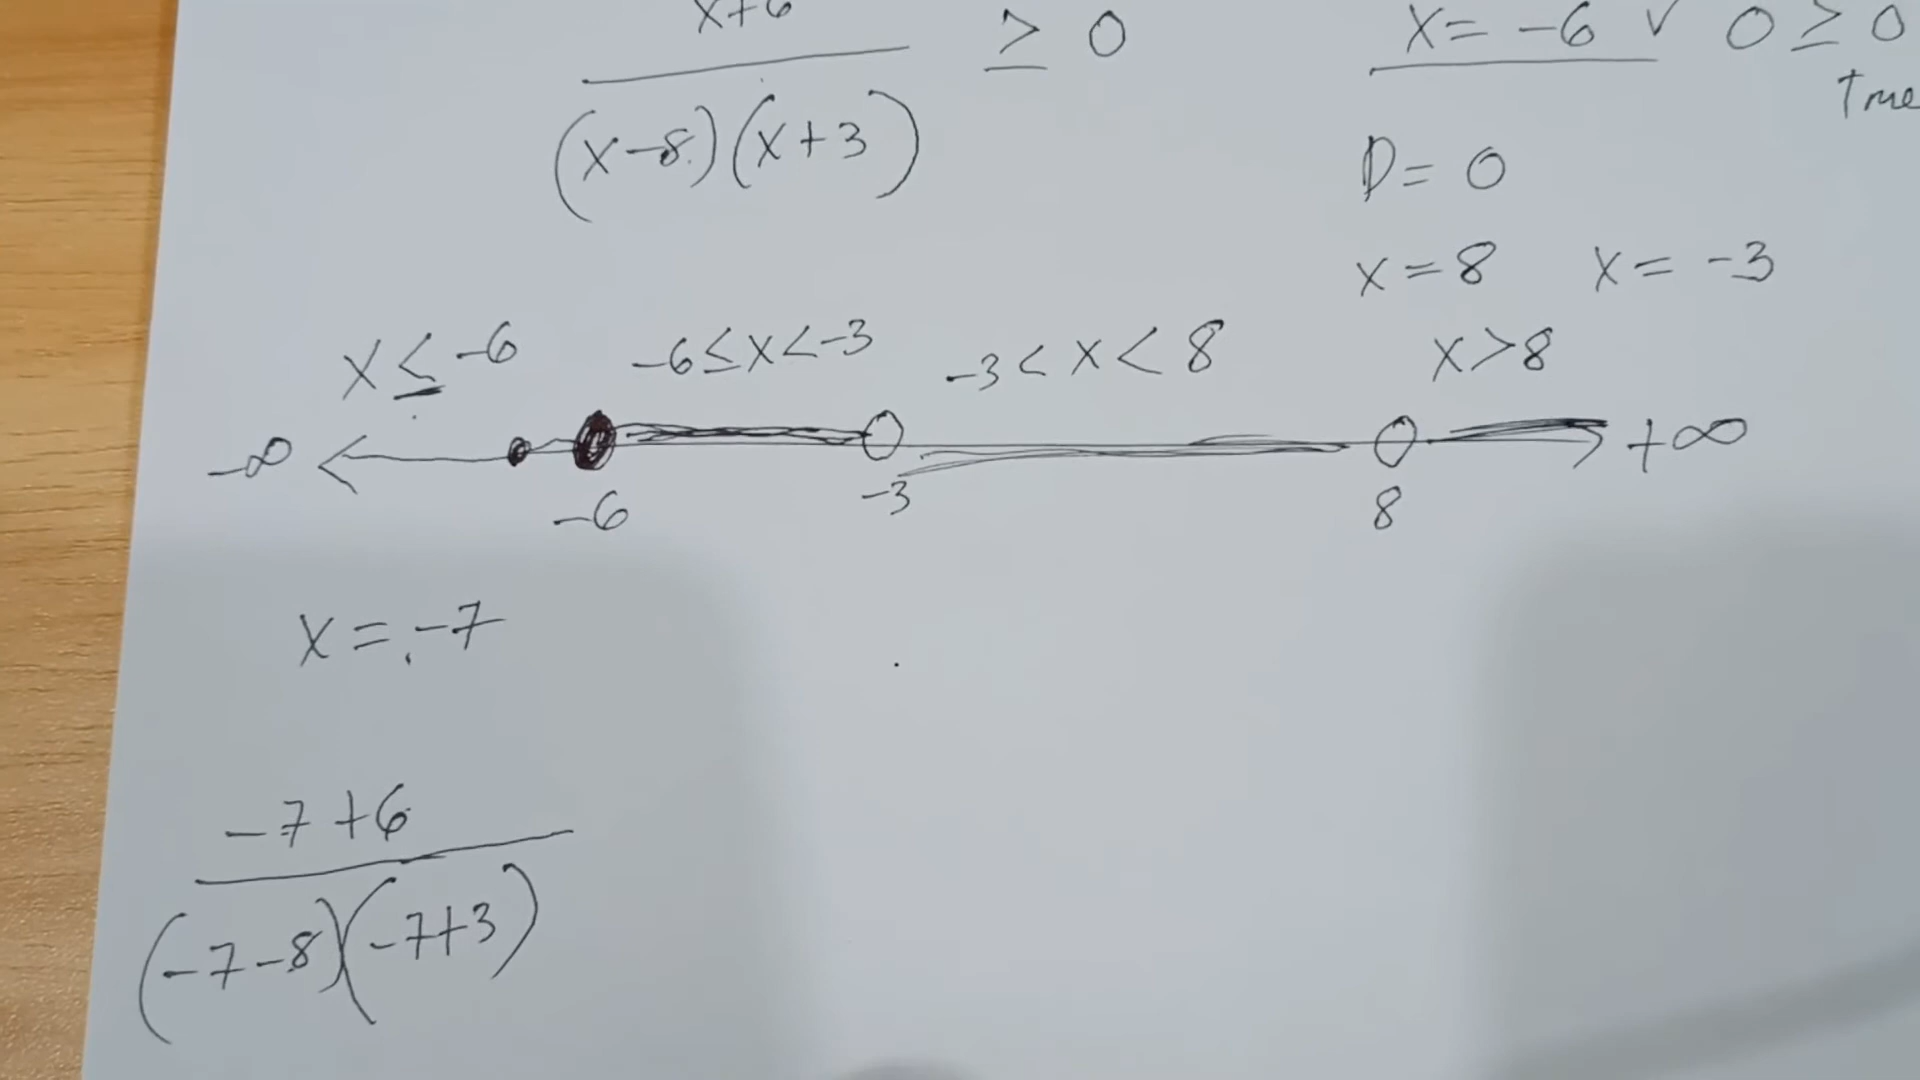 x+6
≥ 0
(x-8)(x+3)
x = -6 ✓ 0 ≥ 0
True
D = 0
x = 8 x = -3
x ≤ -6 -6 ≤ x < -3 -3 < x < 8 x > 8
-∞ +∞
-6 -3 8
x = -7
-7+6
(-7-8)(-7+3)